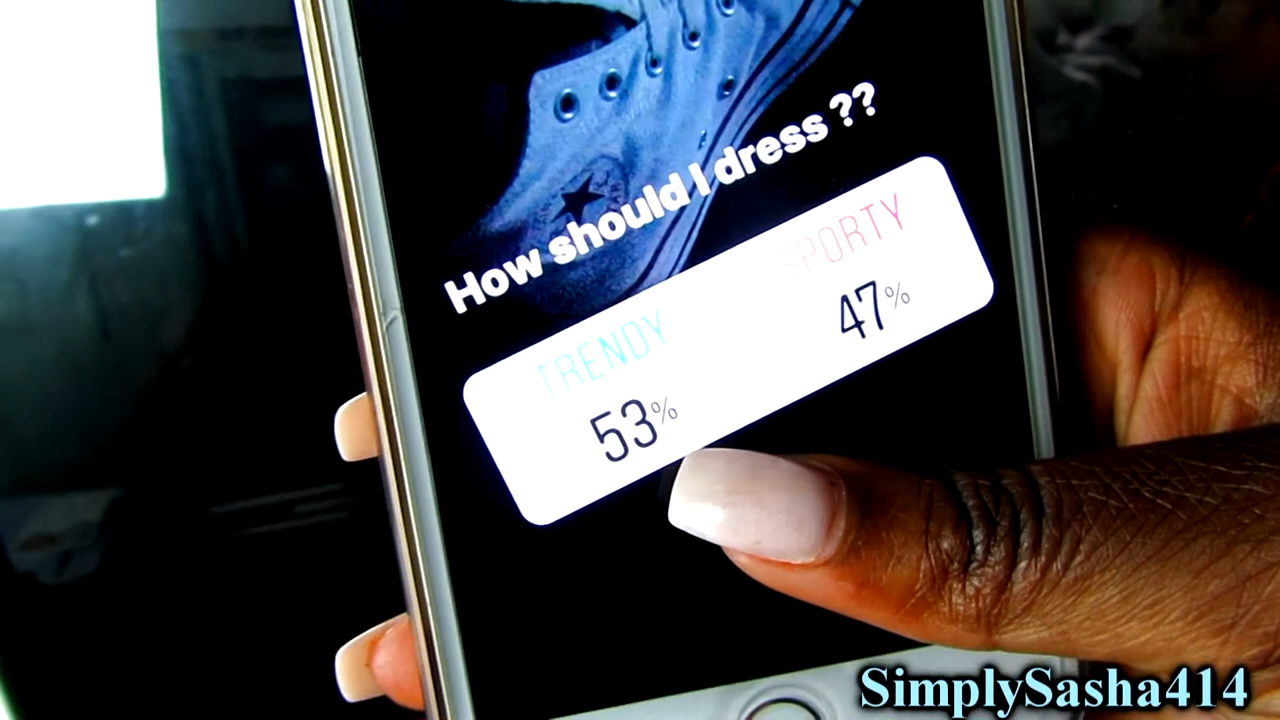 How should I dress ??
TRENDY
SPORTY
53%
47%
SimplySasha414